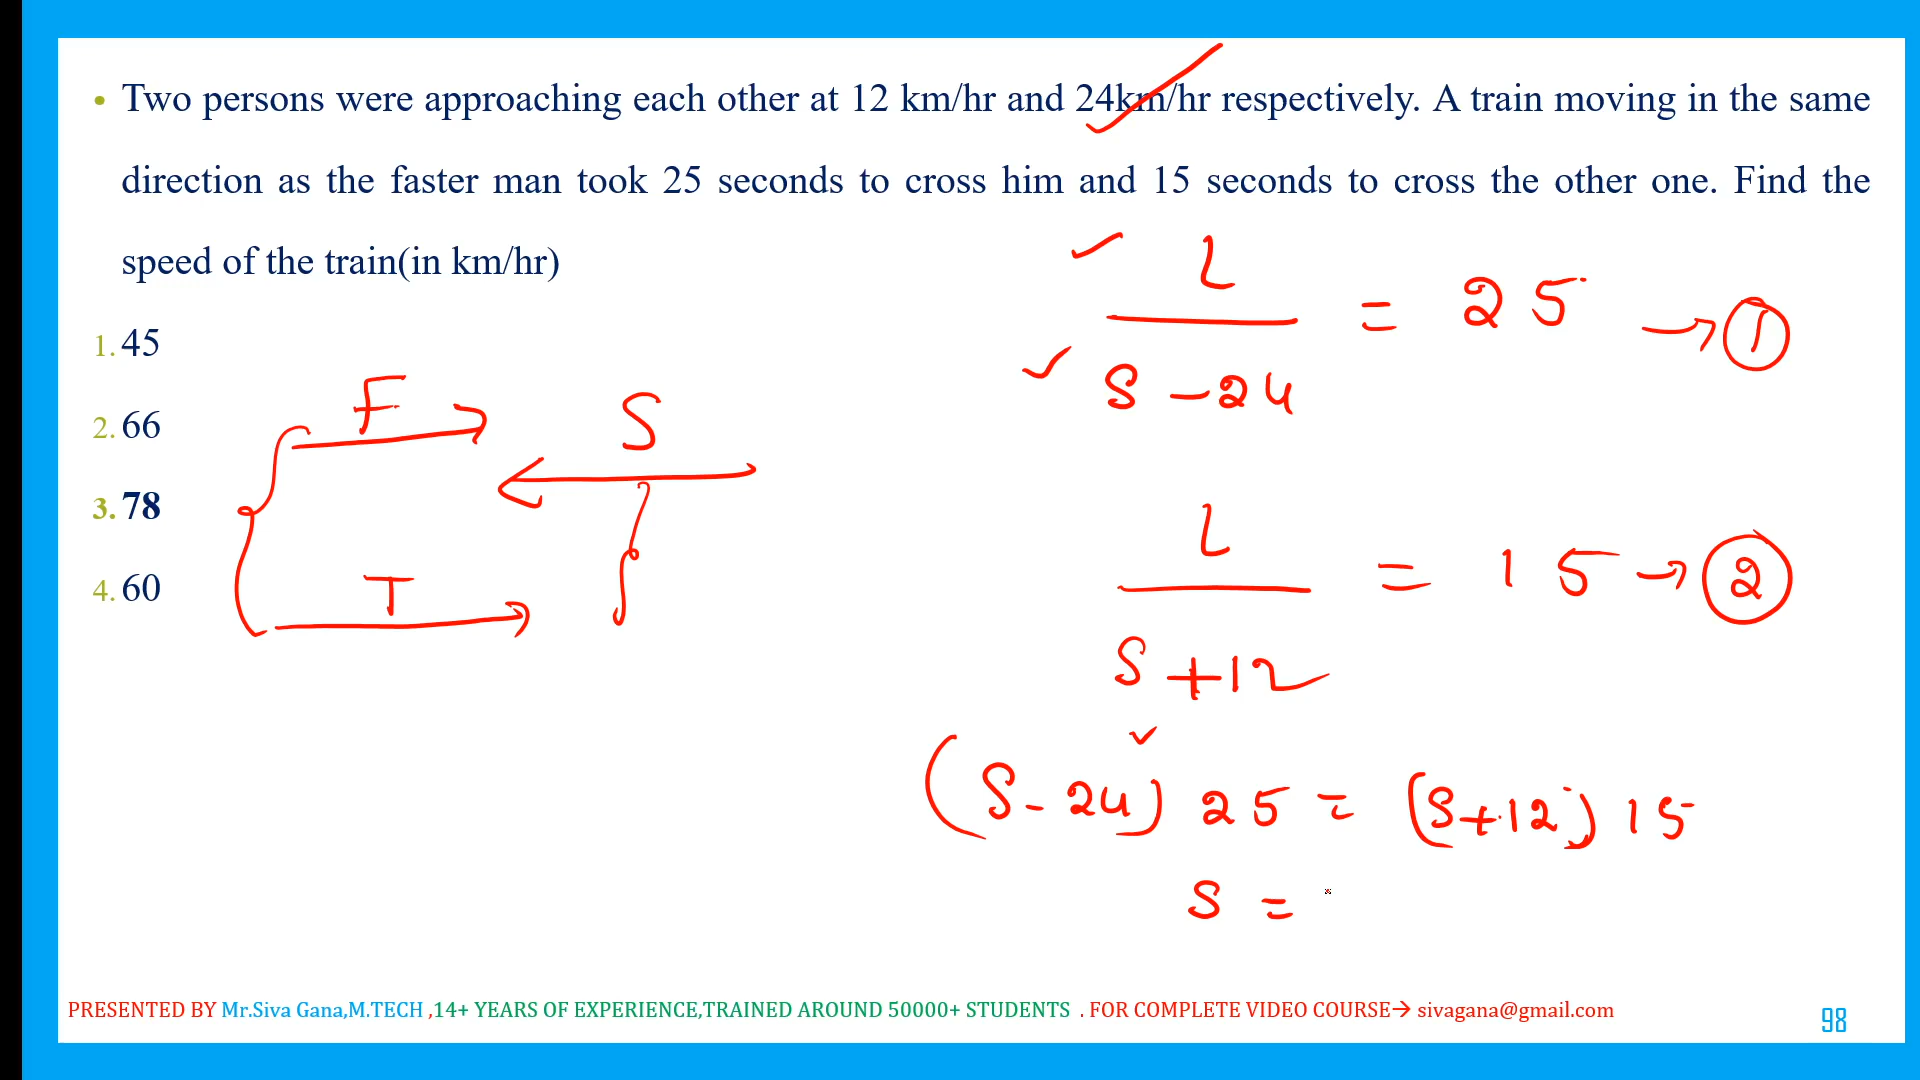 • Two persons were approaching each other at 12 km/hr and 24km/hr respectively. A train moving in the same
direction as the faster man took 25 seconds to cross him and 15 seconds to cross the other one. Find the
speed of the train(in km/hr)
1. 45
2. 66
3. 78
4. 60
F
S
T
L
= 25 → 1
S - 24
L
= 15 → 2
S + 12
(S - 24) 25 = (S + 12) 15
S =
PRESENTED BY Mr.Siva Gana,M.TECH ,14+ YEARS OF EXPERIENCE,TRAINED AROUND 50000+ STUDENTS . FOR COMPLETE VIDEO COURSE→ sivagana@gmail.com
98